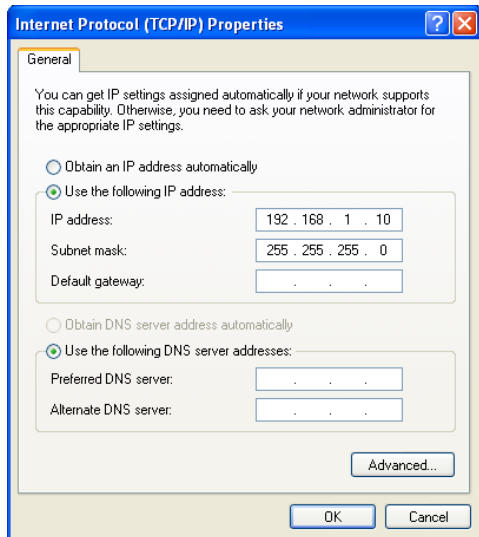 Internet Protocol (TCP/IP) Properties
General
You can get IP settings assigned automatically if your network supports
this capability. Otherwise, you need to ask your network administrator for
the appropriate IP settings.
Obtain an IP address automatically
Use the following IP address:
IP address: 192 . 168 . 1 . 10
Subnet mask: 255 . 255 . 255 . 0
Default gateway: . . .
Obtain DNS server address automatically
Use the following DNS server addresses:
Preferred DNS server: . . .
Alternate DNS server: . . .
Advanced...
OK Cancel